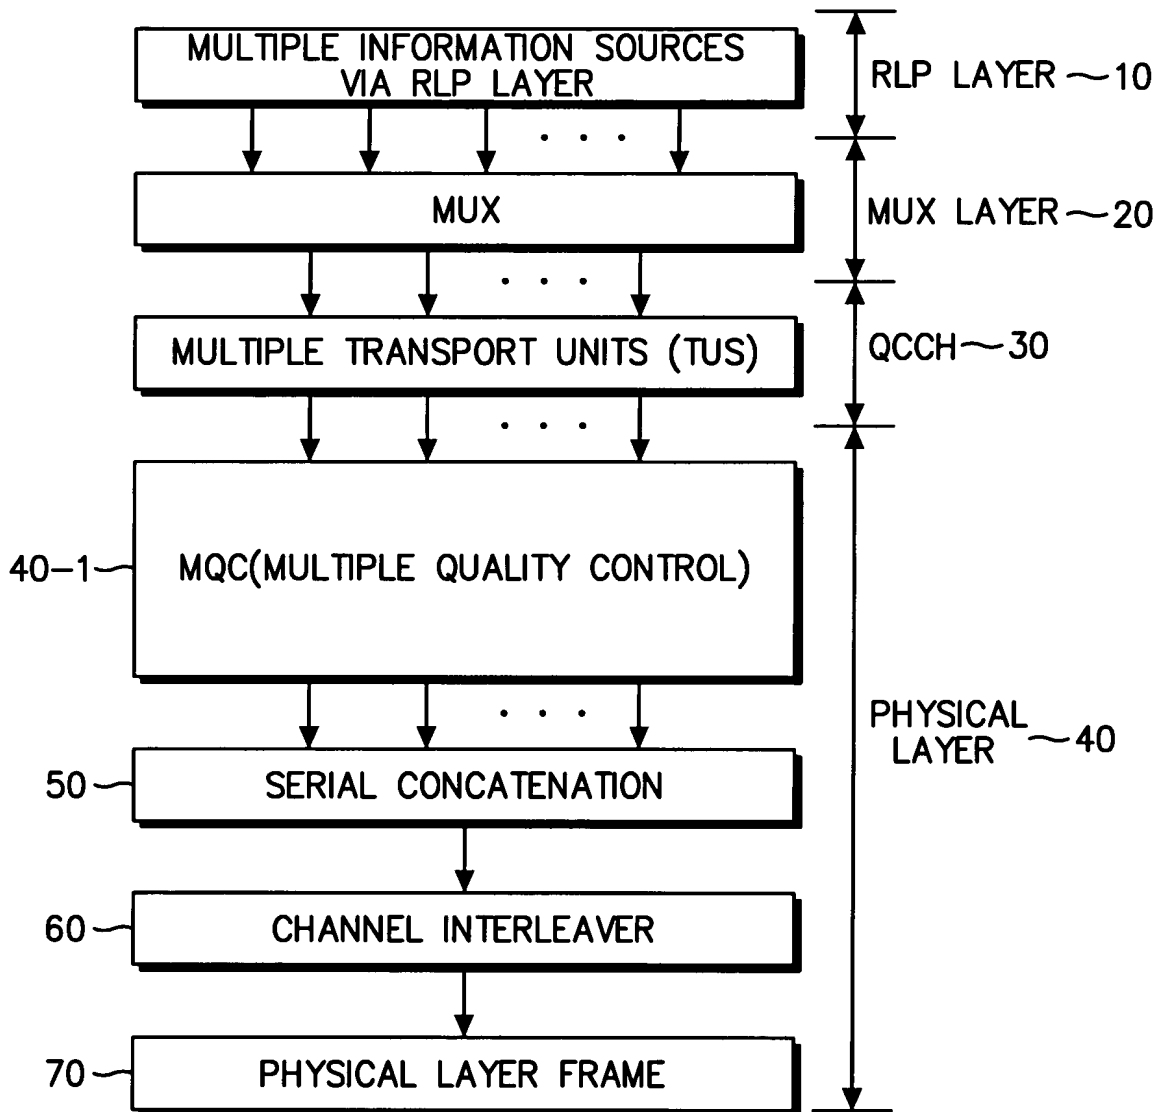 MULTIPLE INFORMATION SOURCES
VIA RLP LAYER
RLP LAYER 10
MUX
MUX LAYER 20
MULTIPLE TRANSPORT UNITS (TUS)
QCCH 30
40-1
MQC(MULTIPLE QUALITY CONTROL)
PHYSICAL
LAYER 40
50
SERIAL CONCATENATION
60
CHANNEL INTERLEAVER
70
PHYSICAL LAYER FRAME